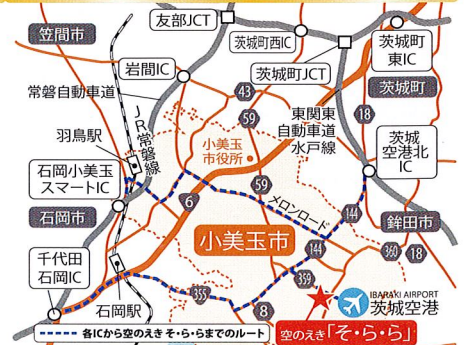 友部JCT
笠間市
茨城町西IC
茨城町
東IC
岩間IC
茨城町JCT
茨城町
常磐自動車道
43
東関東
自動車道
水戸線
18
59
羽鳥駅
JR常磐線
小美玉
市役所
茨城
空港北
IC
石岡小美玉
スマートIC
59
メロンロード
6
144
石岡市
小美玉市
鉾田市
144
360
18
千代田
石岡IC
359
石岡駅
355
IBARAKI AIRPORT
茨城空港
8
各ICから空のえき そ・ら・らまでのルート
空のえき「そ・ら・ら」